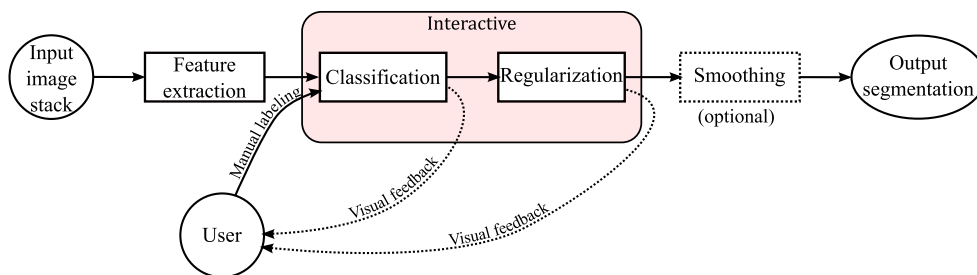 Interactive
Input
image
stack
Feature
extraction
Classification
Regularization
Smoothing
(optional)
Output
segmentation
Manual labeling
Visual feedback
Visual feedback
User